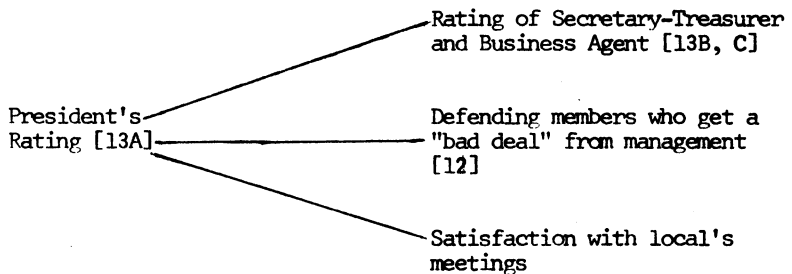 Rating of Secretary-Treasurer
and Business Agent [13B, C]
President's
Rating [13A]
Defending members who get a
"bad deal" from management
[12]
Satisfaction with local's
meetings